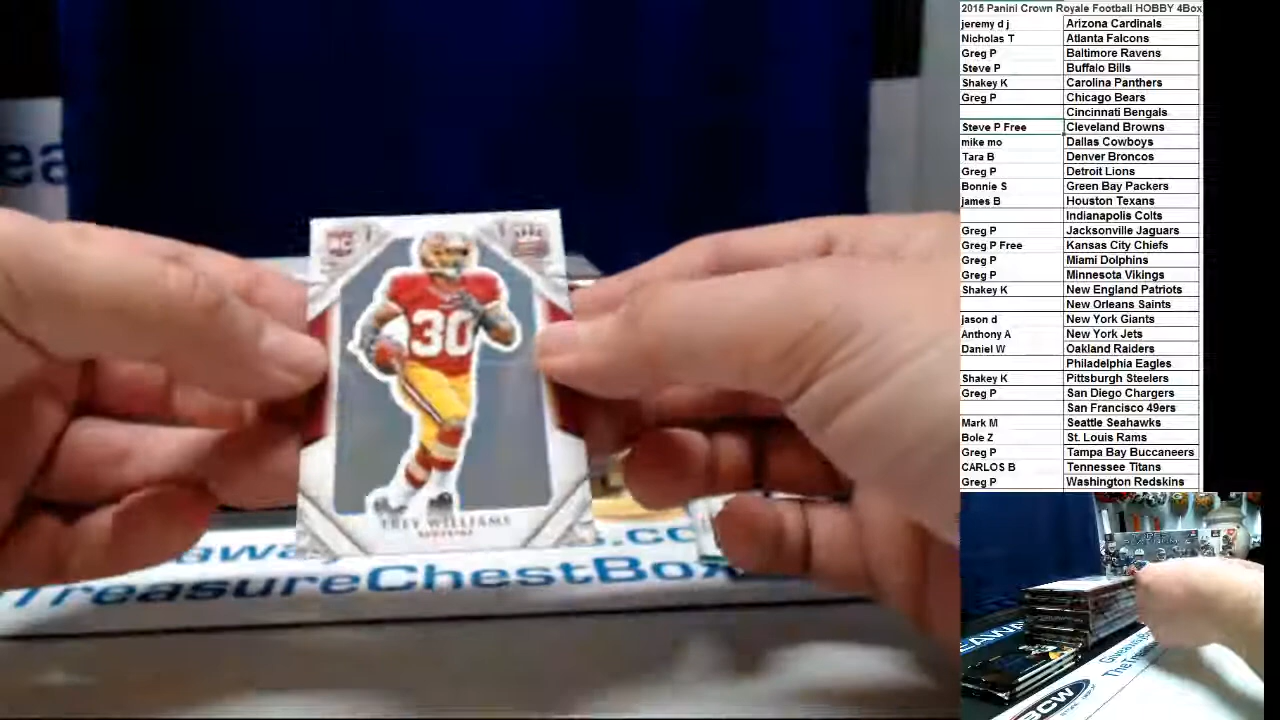 2015 Panini Crown Royale Football HOBBY 4Box
jeremy d j Arizona Cardinals
Nicholas T Atlanta Falcons
Greg P Baltimore Ravens
Steve P Buffalo Bills
Shakey K Carolina Panthers
Greg P Chicago Bears
Cincinnati Bengals
Steve P Free Cleveland Browns
mike mo Dallas Cowboys
Tara B Denver Broncos
Greg P Detroit Lions
Bonnie S Green Bay Packers
james B Houston Texans
Indianapolis Colts
Greg P Jacksonville Jaguars
Greg P Free Kansas City Chiefs
Greg P Miami Dolphins
Greg P Minnesota Vikings
Shakey K New England Patriots
New Orleans Saints
jason d New York Giants
Anthony A New York Jets
Daniel W Oakland Raiders
Philadelphia Eagles
Shakey K Pittsburgh Steelers
Greg P San Diego Chargers
San Francisco 49ers
Mark M Seattle Seahawks
Bole Z St. Louis Rams
Greg P Tampa Bay Buccaneers
CARLOS B Tennessee Titans
Greg P Washington Redskins
RC
30
TREY WILLIAMS
TreasureChestBox
BCW